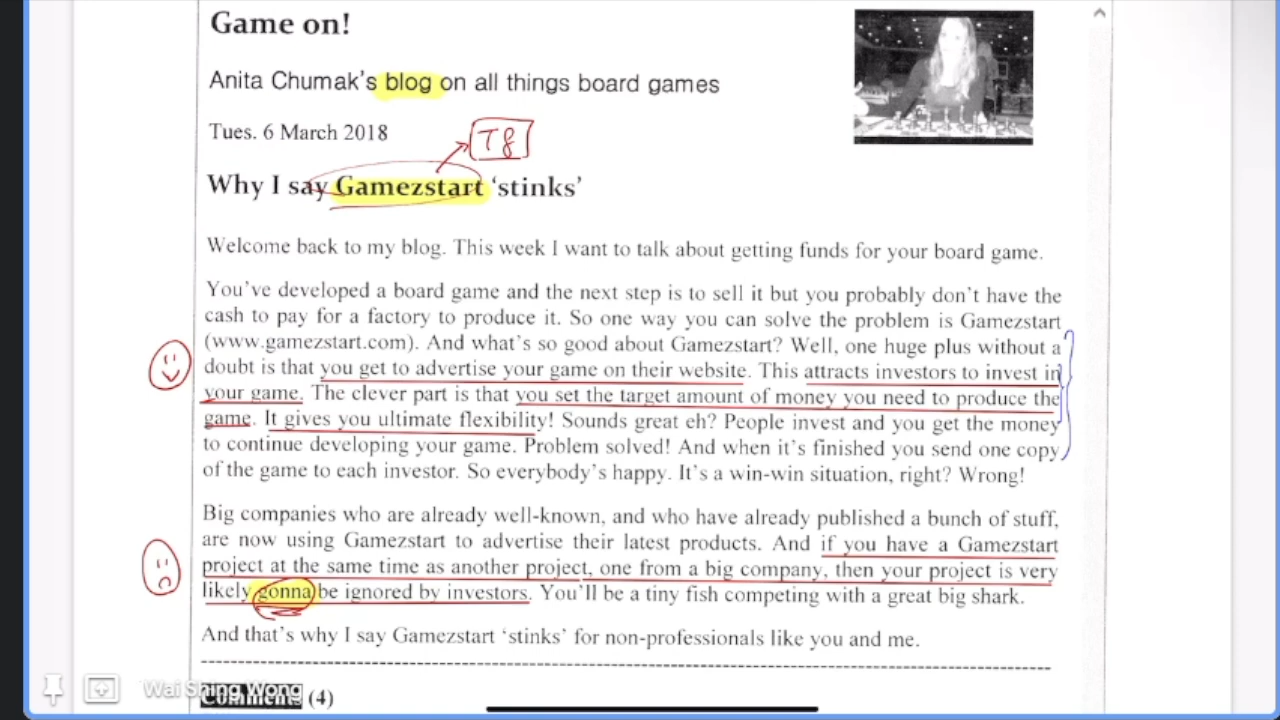 Game on!
Anita Chumak's blog on all things board games
Tues. 6 March 2018
T8
Why I say Gamezstart ‘stinks’
Welcome back to my blog. This week I want to talk about getting funds for your board game.
You've developed a board game and the next step is to sell it but you probably don't have the
cash to pay for a factory to produce it. So one way you can solve the problem is Gamezstart
(www.gamezstart.com). And what's so good about Gamezstart? Well, one huge plus without a
doubt is that you get to advertise your game on their website. This attracts investors to invest in
your game. The clever part is that you set the target amount of money you need to produce the
game. It gives you ultimate flexibility! Sounds great eh? People invest and you get the money
to continue developing your game. Problem solved! And when it's finished you send one copy
of the game to each investor. So everybody's happy. It's a win-win situation, right? Wrong!
Big companies who are already well-known, and who have already published a bunch of stuff,
are now using Gamezstart to advertise their latest products. And if you have a Gamezstart
project at the same time as another project, one from a big company, then your project is very
likely gonna be ignored by investors. You'll be a tiny fish competing with a great big shark.
And that's why I say Gamezstart ‘stinks’ for non-professionals like you and me.
Wai Shing Wong
Comments (4)